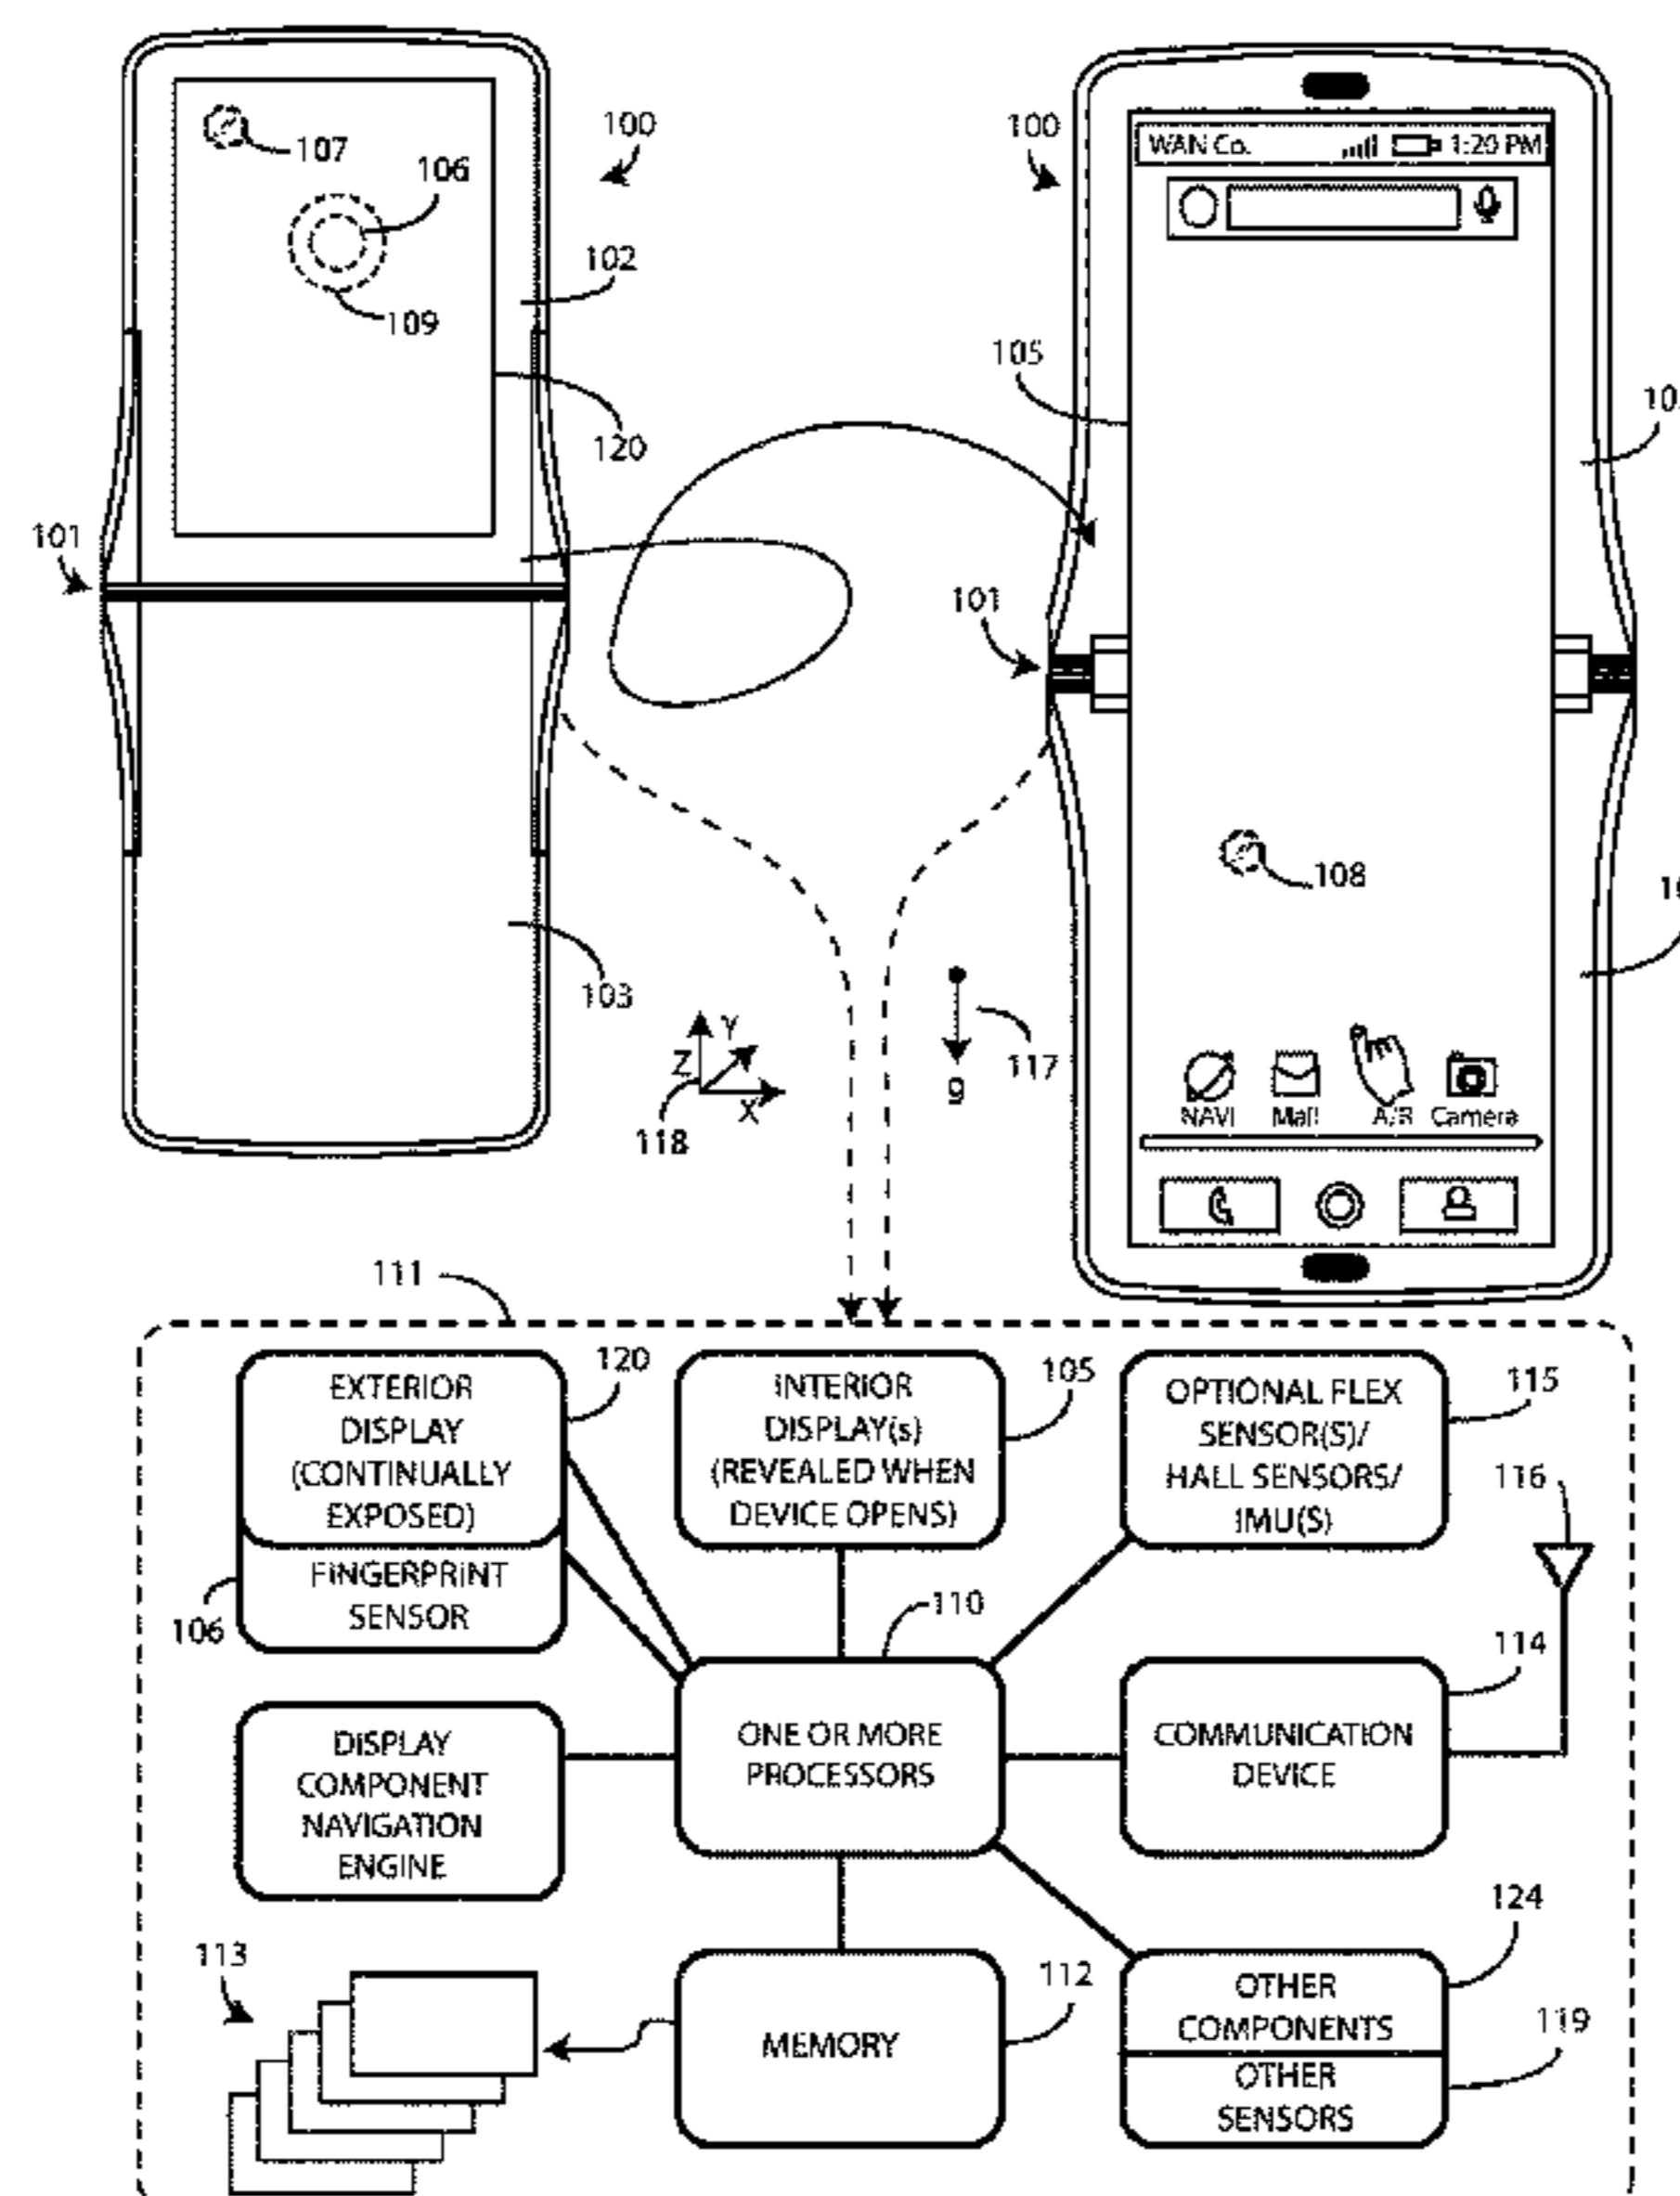 100
107
106
102
109
120
101
103
118
Z
Y
X
117
g
100
WAN Co.
1:20 PM
105
101
108
NAVI
Mail
A/B
Camera
111
EXTERIOR
DISPLAY
(CONTINUALLY
EXPOSED)
120
FINGERPRINT
SENSOR
106
INTERIOR
DISPLAY(s)
(REVEALED WHEN
DEVICE OPENS)
105
OPTIONAL FLEX
SENSOR(S)/
HALL SENSORS/
IMU(S)
115
116
110
114
ONE OR MORE
PROCESSORS
COMMUNICATION
DEVICE
DISPLAY
COMPONENT
NAVIGATION
ENGINE
113
MEMORY
112
124
OTHER
COMPONENTS
119
OTHER
SENSORS